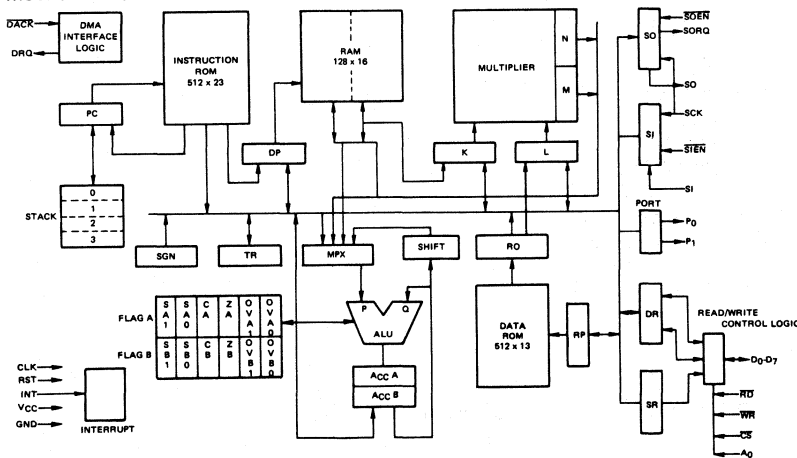 DACK
DRQ
DMA
INTERFACE
LOGIC
INSTRUCTION
ROM
512 x 23
RAM
128 x 16
MULTIPLIER
N
M
SO
SOEN
SORQ
SO
SCK
SI
SIEN
SI
PC
DP
K
L
STACK
0
1
2
3
PORT
P0
P1
SGN
TR
MPX
SHIFT
RO
FLAG A
SA1
SA0
CA
ZA
OVA1
OVA0
FLAG B
SB1
SB0
CB
ZB
OVB1
OVB0
P
Q
ALU
ACC A
ACC B
DATA
ROM
512 x 13
RP
DR
SR
READ/WRITE
CONTROL LOGIC
D0-D7
RD
WR
CS
A0
CLK
RST
INT
VCC
GND
INTERRUPT